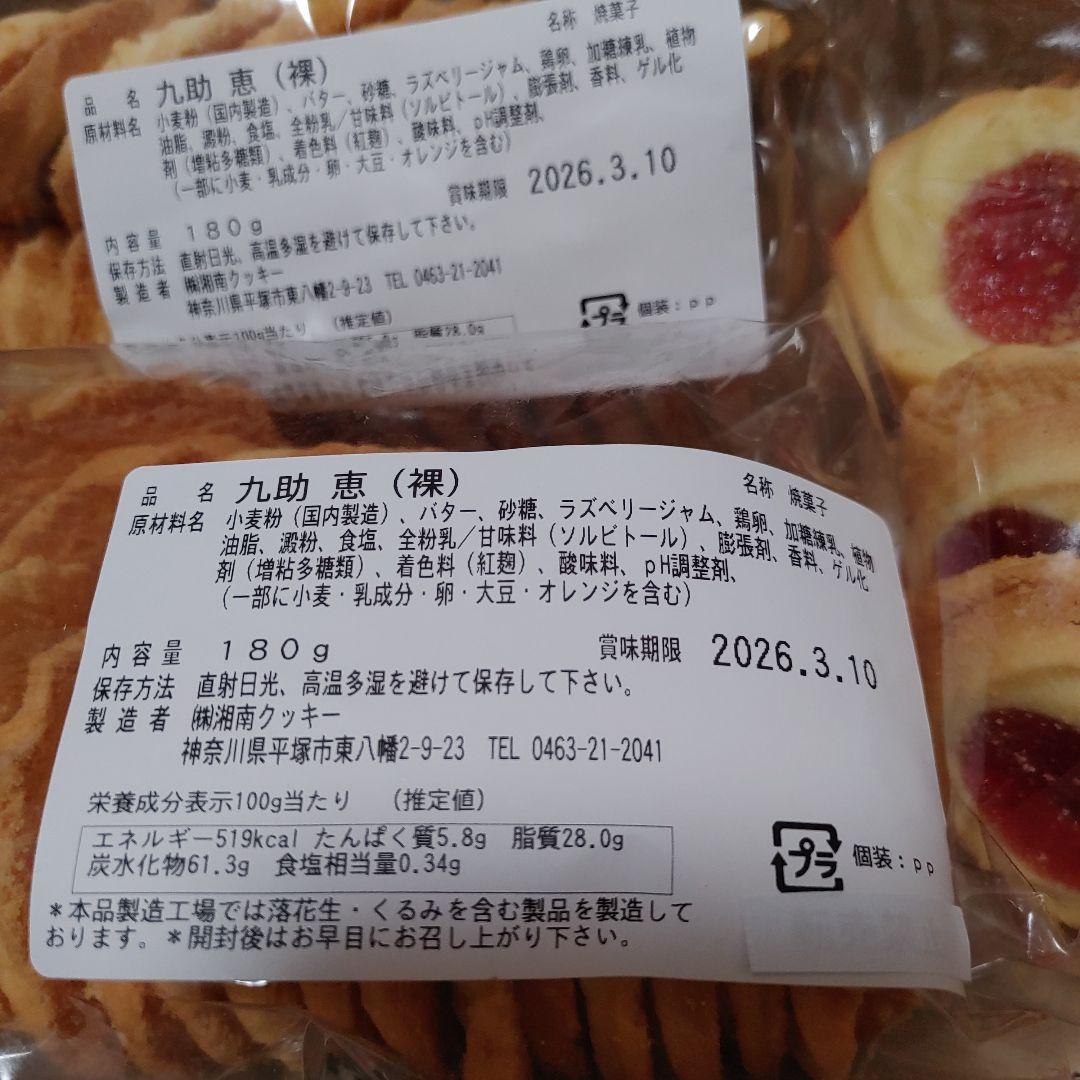 名称 焼菓子
品 名 九助 恵（裸）
原材料名 小麦粉（国内製造）、バター、砂糖、ラズベリージャム、鶏卵、加糖練乳、植物
油脂、澱粉、食塩、全粉乳／甘味料（ソルビトール）、膨張剤、香料、ゲル化
剤（増粘多糖類）、着色料（紅麹）、酸味料、pH調整剤、
（一部に小麦・乳成分・卵・大豆・オレンジを含む）
内容量 180g 賞味期限 2026.3.10
保存方法 直射日光、高温多湿を避けて保存して下さい。
製造者 ㈱湘南クッキー
神奈川県平塚市東八幡2-9-23 TEL 0463-21-2041
プラ 個装：pp
表示100g当たり （推定値）
脂質28.0g
品 名 九助 恵（裸） 名称 焼菓子
原材料名 小麦粉（国内製造）、バター、砂糖、ラズベリージャム、鶏卵、加糖練乳、植物
油脂、澱粉、食塩、全粉乳／甘味料（ソルビトール）、膨張剤、香料、ゲル化
剤（増粘多糖類）、着色料（紅麹）、酸味料、pH調整剤、
（一部に小麦・乳成分・卵・大豆・オレンジを含む）
内容量 180g 賞味期限 2026.3.10
保存方法 直射日光、高温多湿を避けて保存して下さい。
製造者 ㈱湘南クッキー
神奈川県平塚市東八幡2-9-23 TEL 0463-21-2041
栄養成分表示100g当たり （推定値）
エネルギー519kcal たんぱく質5.8g 脂質28.0g
炭水化物61.3g 食塩相当量0.34g
プラ 個装：pp
＊本品製造工場では落花生・くるみを含む製品を製造して
おります。＊開封後はお早目にお召し上がり下さい。